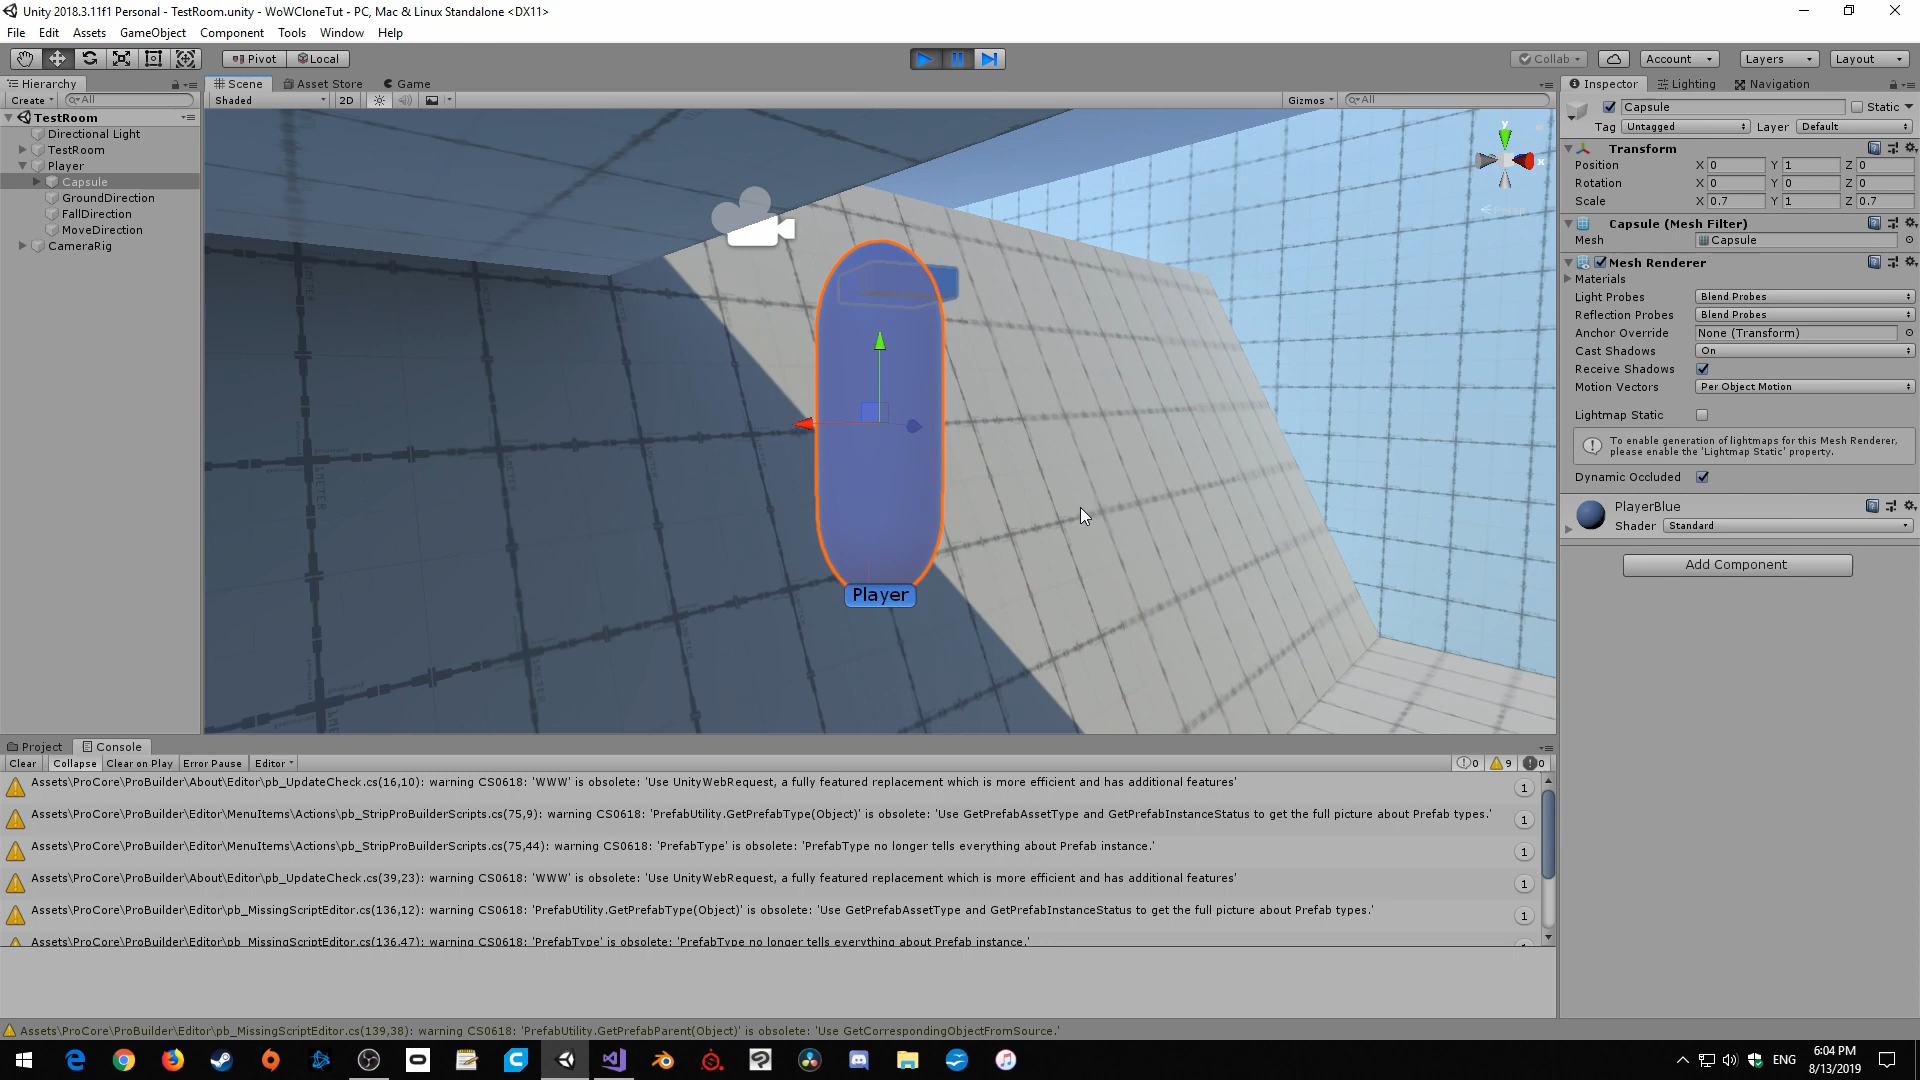 Unity 2018.3.11f1 Personal - TestRoom.unity - WoWCloneTut - PC, Mac & Linux Standalone <DX11>
File Edit Assets GameObject Component Tools Window Help
Pivot Local Collab Account Layers Layout
Hierarchy Scene Asset Store Game Inspector Lighting Navigation
Create All Shaded 2D Gizmos All
TestRoom
Directional Light
TestRoom
Player
Capsule
GroundDirection
FallDirection
MoveDirection
CameraRig
y
x
Player
Capsule Static
Tag Untagged Layer Default
Transform
Position X 0 Y 1 Z 0
Rotation X 0 Y 0 Z 0
Scale X 0.7 Y 1 Z 0.7
Capsule (Mesh Filter)
Mesh Capsule
Mesh Renderer
Materials
Light Probes Blend Probes
Reflection Probes Blend Probes
Anchor Override None (Transform)
Cast Shadows On
Receive Shadows
Motion Vectors Per Object Motion
Lightmap Static
To enable generation of lightmaps for this Mesh Renderer,
please enable the 'Lightmap Static' property.
Dynamic Occluded
PlayerBlue
Shader Standard
Add Component
Project Console
Clear Collapse Clear on Play Error Pause Editor 0 9 0
Assets\ProCore\ProBuilder\About\Editor\pb_UpdateCheck.cs(16,10): warning CS0618: 'WWW' is obsolete: 'Use UnityWebRequest, a fully featured replacement which is more efficient and has additional features' 1
Assets\ProCore\ProBuilder\Editor\MenuItems\Actions\pb_StripProBuilderScripts.cs(75,9): warning CS0618: 'PrefabUtility.GetPrefabType(Object)' is obsolete: 'Use GetPrefabAssetType and GetPrefabInstanceStatus to get the full picture about Prefab types.' 1
Assets\ProCore\ProBuilder\Editor\MenuItems\Actions\pb_StripProBuilderScripts.cs(75,44): warning CS0618: 'PrefabType' is obsolete: 'PrefabType no longer tells everything about Prefab instance.' 1
Assets\ProCore\ProBuilder\About\Editor\pb_UpdateCheck.cs(39,23): warning CS0618: 'WWW' is obsolete: 'Use UnityWebRequest, a fully featured replacement which is more efficient and has additional features' 1
Assets\ProCore\ProBuilder\Editor\pb_MissingScriptEditor.cs(136,12): warning CS0618: 'PrefabUtility.GetPrefabType(Object)' is obsolete: 'Use GetPrefabAssetType and GetPrefabInstanceStatus to get the full picture about Prefab types.' 1
Assets\ProCore\ProBuilder\Editor\pb_MissingScriptEditor.cs(136,47): warning CS0618: 'PrefabType' is obsolete: 'PrefabType no longer tells everything about Prefab instance.'
Assets\ProCore\ProBuilder\Editor\pb_MissingScriptEditor.cs(139,38): warning CS0618: 'PrefabUtility.GetPrefabParent(Object)' is obsolete: 'Use GetCorrespondingObjectFromSource.'
ENG
6:04 PM
8/13/2019